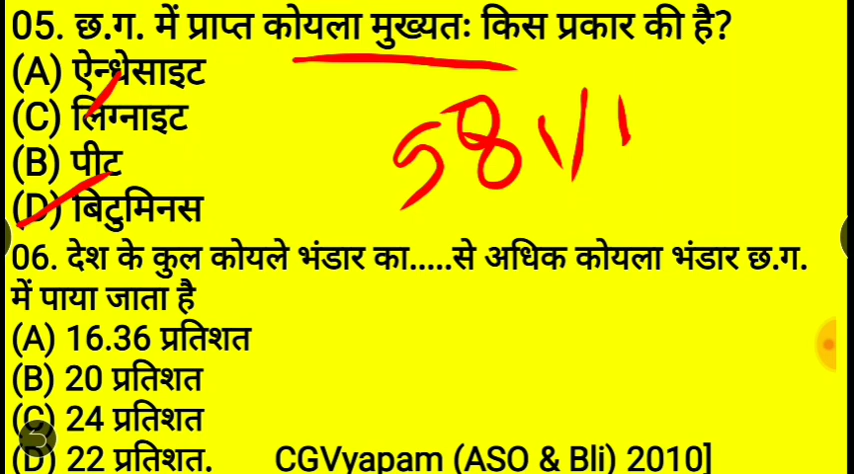 05. छ.ग. में प्राप्त कोयला मुख्यतः किस प्रकार की है?
(A) ऐन्थ्रेसाइट
(C) लिग्नाइट
(B) पीट
(D) बिटुमिनस
58
06. देश के कुल कोयले भंडार का.....से अधिक कोयला भंडार छ.ग.
में पाया जाता है
(A) 16.36 प्रतिशत
(B) 20 प्रतिशत
(C) 24 प्रतिशत
(D) 22 प्रतिशत. CGVyapam (ASO & Bli) 2010]